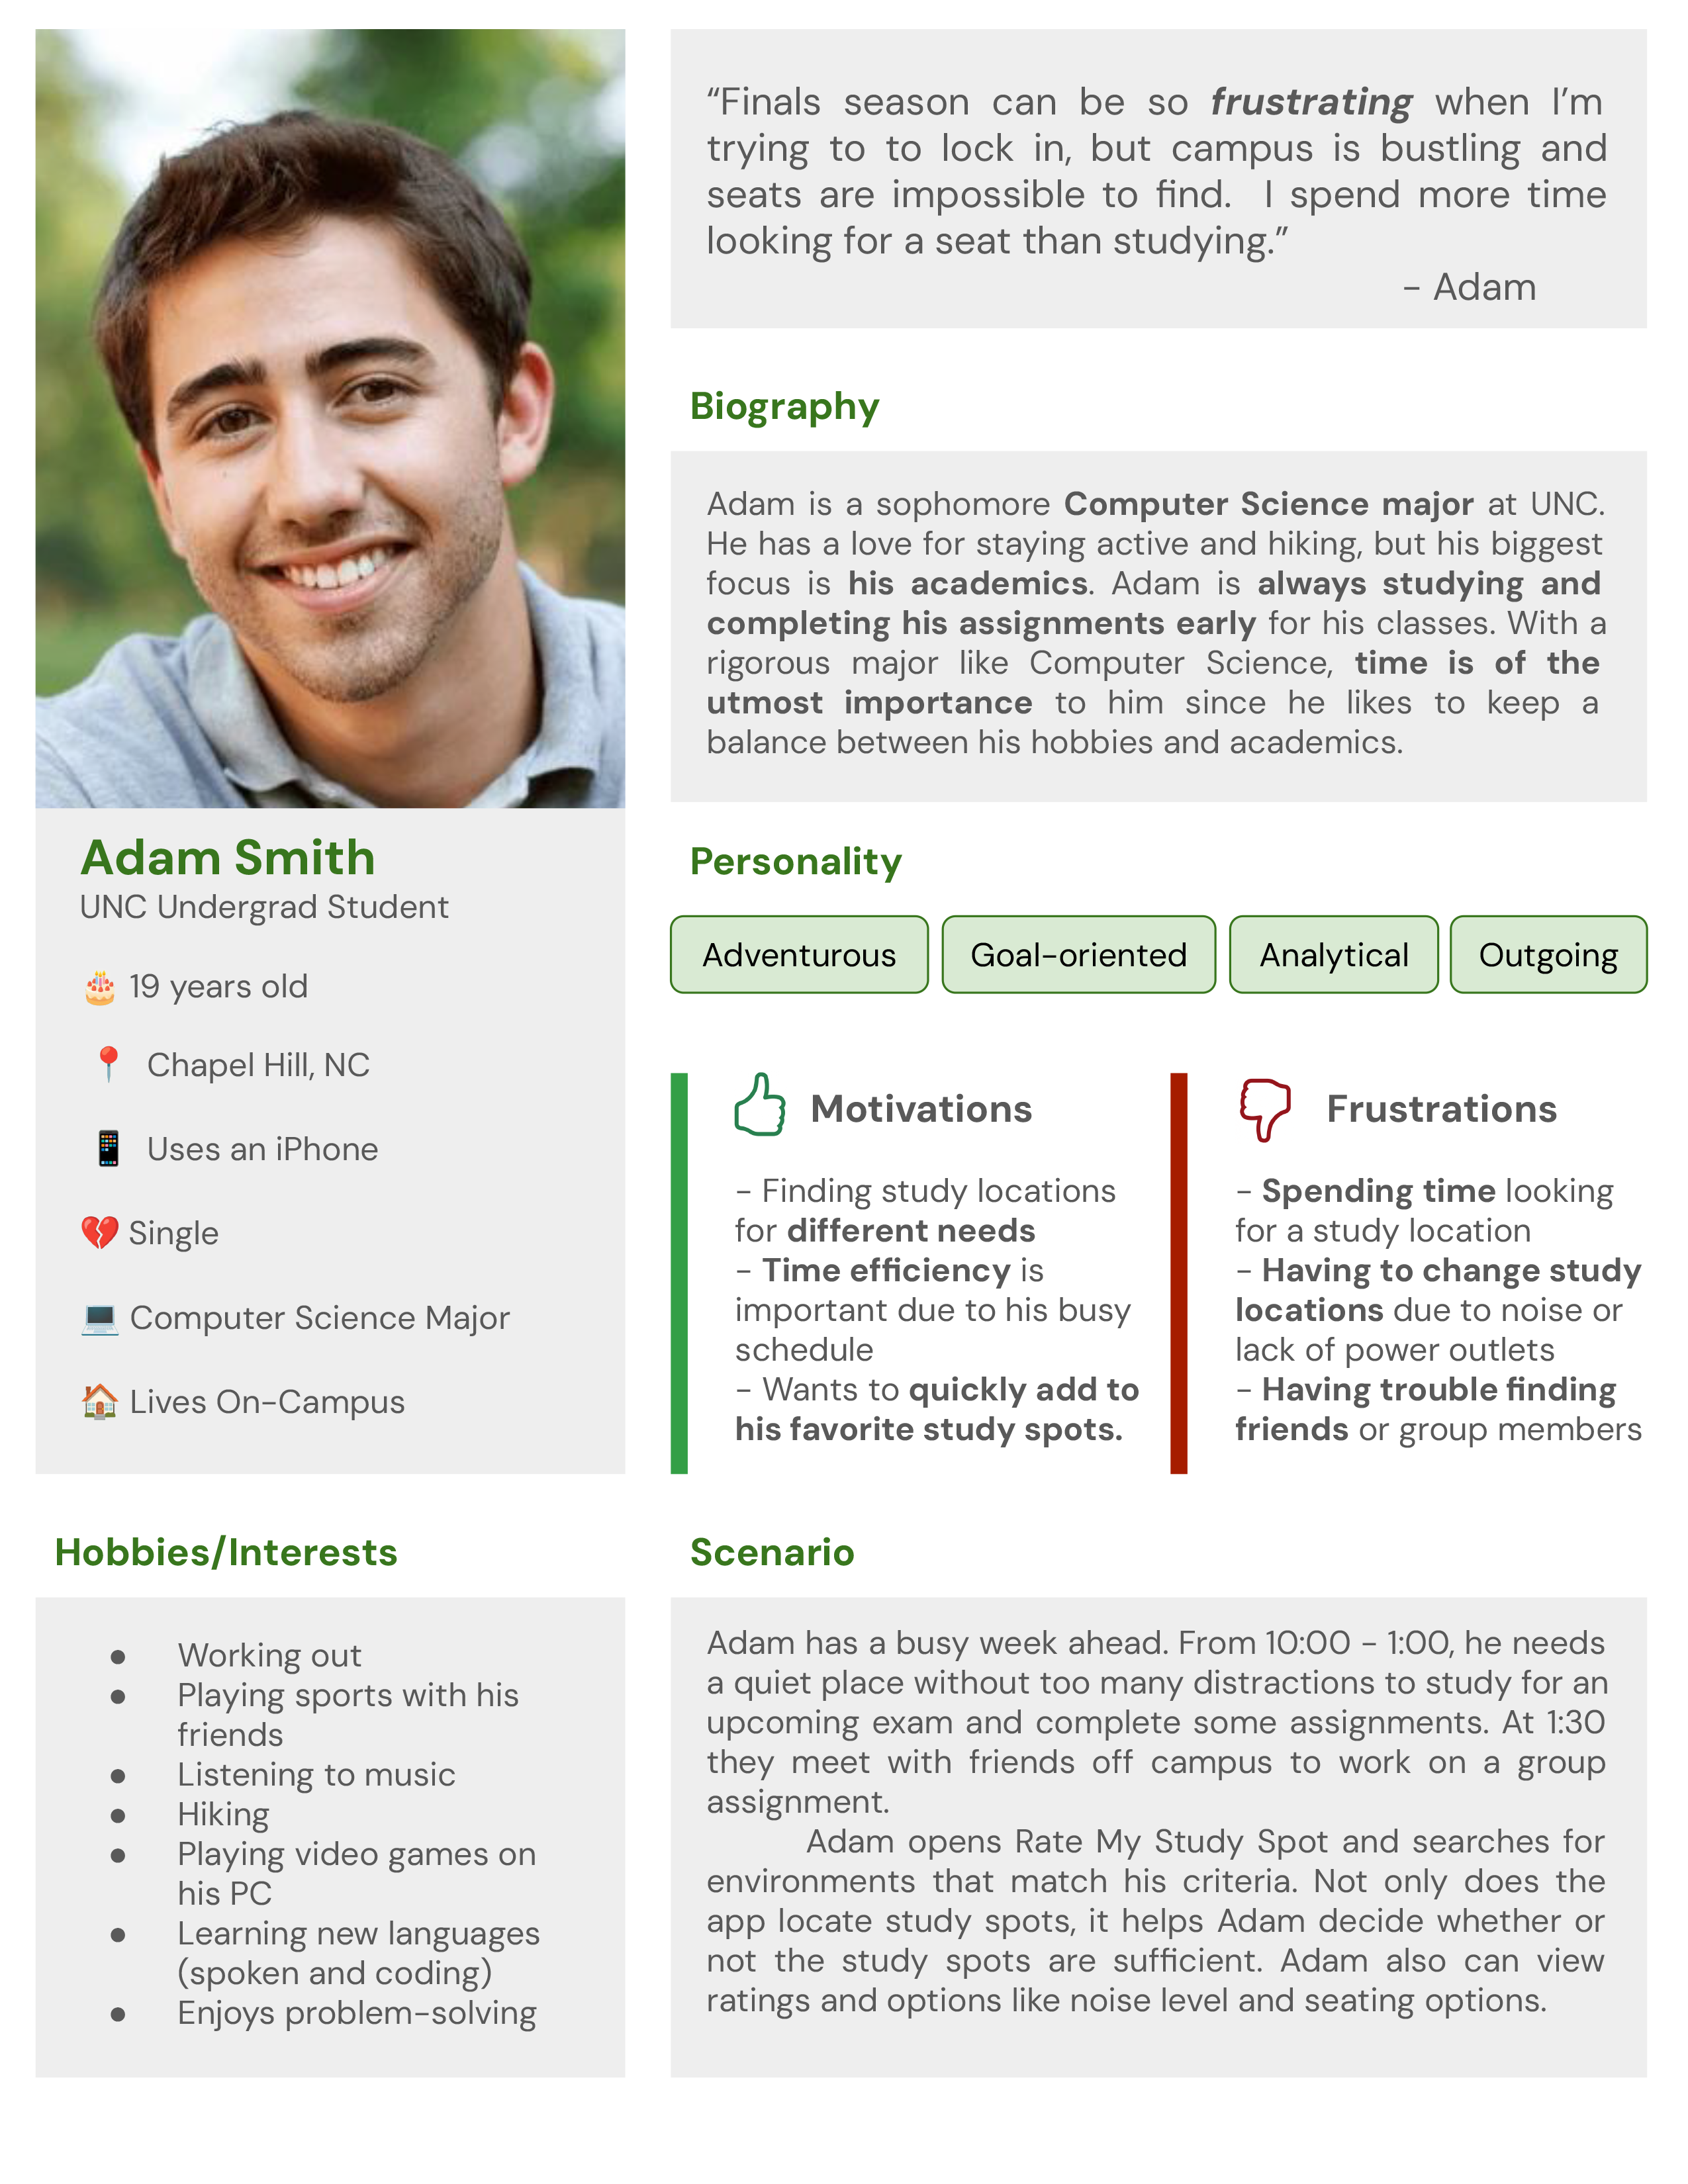 “Finals season can be so frustrating when I’m
trying to to lock in, but campus is bustling and
seats are impossible to find.  I spend more time
looking for a seat than studying.”
- Adam
Biography
Adam is a sophomore Computer Science major at UNC.
He has a love for staying active and hiking, but his biggest
focus is his academics. Adam is always studying and
completing his assignments early for his classes. With a
rigorous major like Computer Science, time is of the
utmost importance to him since he likes to keep a
balance between his hobbies and academics.
Adam Smith
UNC Undergrad Student
19 years old
Chapel Hill, NC
Uses an iPhone
Single
Computer Science Major
Lives On-Campus
Personality
Adventurous
Goal-oriented
Analytical
Outgoing
Motivations
- Finding study locations
for different needs
- Time efficiency is
important due to his busy
schedule
- Wants to quickly add to
his favorite study spots.
Frustrations
- Spending time looking
for a study location
- Having to change study
locations due to noise or
lack of power outlets
- Having trouble finding
friends or group members
Hobbies/Interests
● Working out
● Playing sports with his
friends
● Listening to music
● Hiking
● Playing video games on
his PC
● Learning new languages
(spoken and coding)
● Enjoys problem-solving
Scenario
Adam has a busy week ahead. From 10:00 - 1:00, he needs
a quiet place without too many distractions to study for an
upcoming exam and complete some assignments. At 1:30
they meet with friends off campus to work on a group
assignment.
Adam opens Rate My Study Spot and searches for
environments that match his criteria. Not only does the
app locate study spots, it helps Adam decide whether or
not the study spots are sufficient. Adam also can view
ratings and options like noise level and seating options.